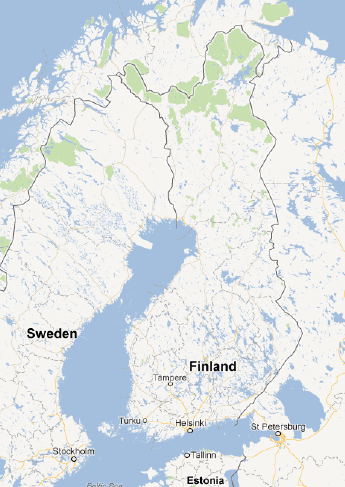 Sweden
Finland
Tampere
Turku
Helsinki
St Petersburg
Stockholm
Tallinn
Estonia